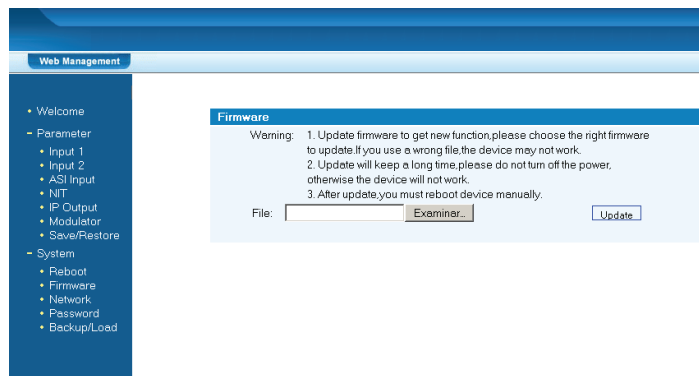 Web Management
Welcome
Parameter
Input 1
Input 2
ASI Input
NIT
IP Output
Modulator
Save/Restore
System
Reboot
Firmware
Network
Password
Backup/Load
Firmware
Warning: 1. Update firmware to get new function,please choose the right firmware
to update.If you use a wrong file,the device may not work.
2. Update will keep a long time,please do not turn off the power,
otherwise the device will not work.
3. After update,you must reboot device manually.
File: Examinar... Update